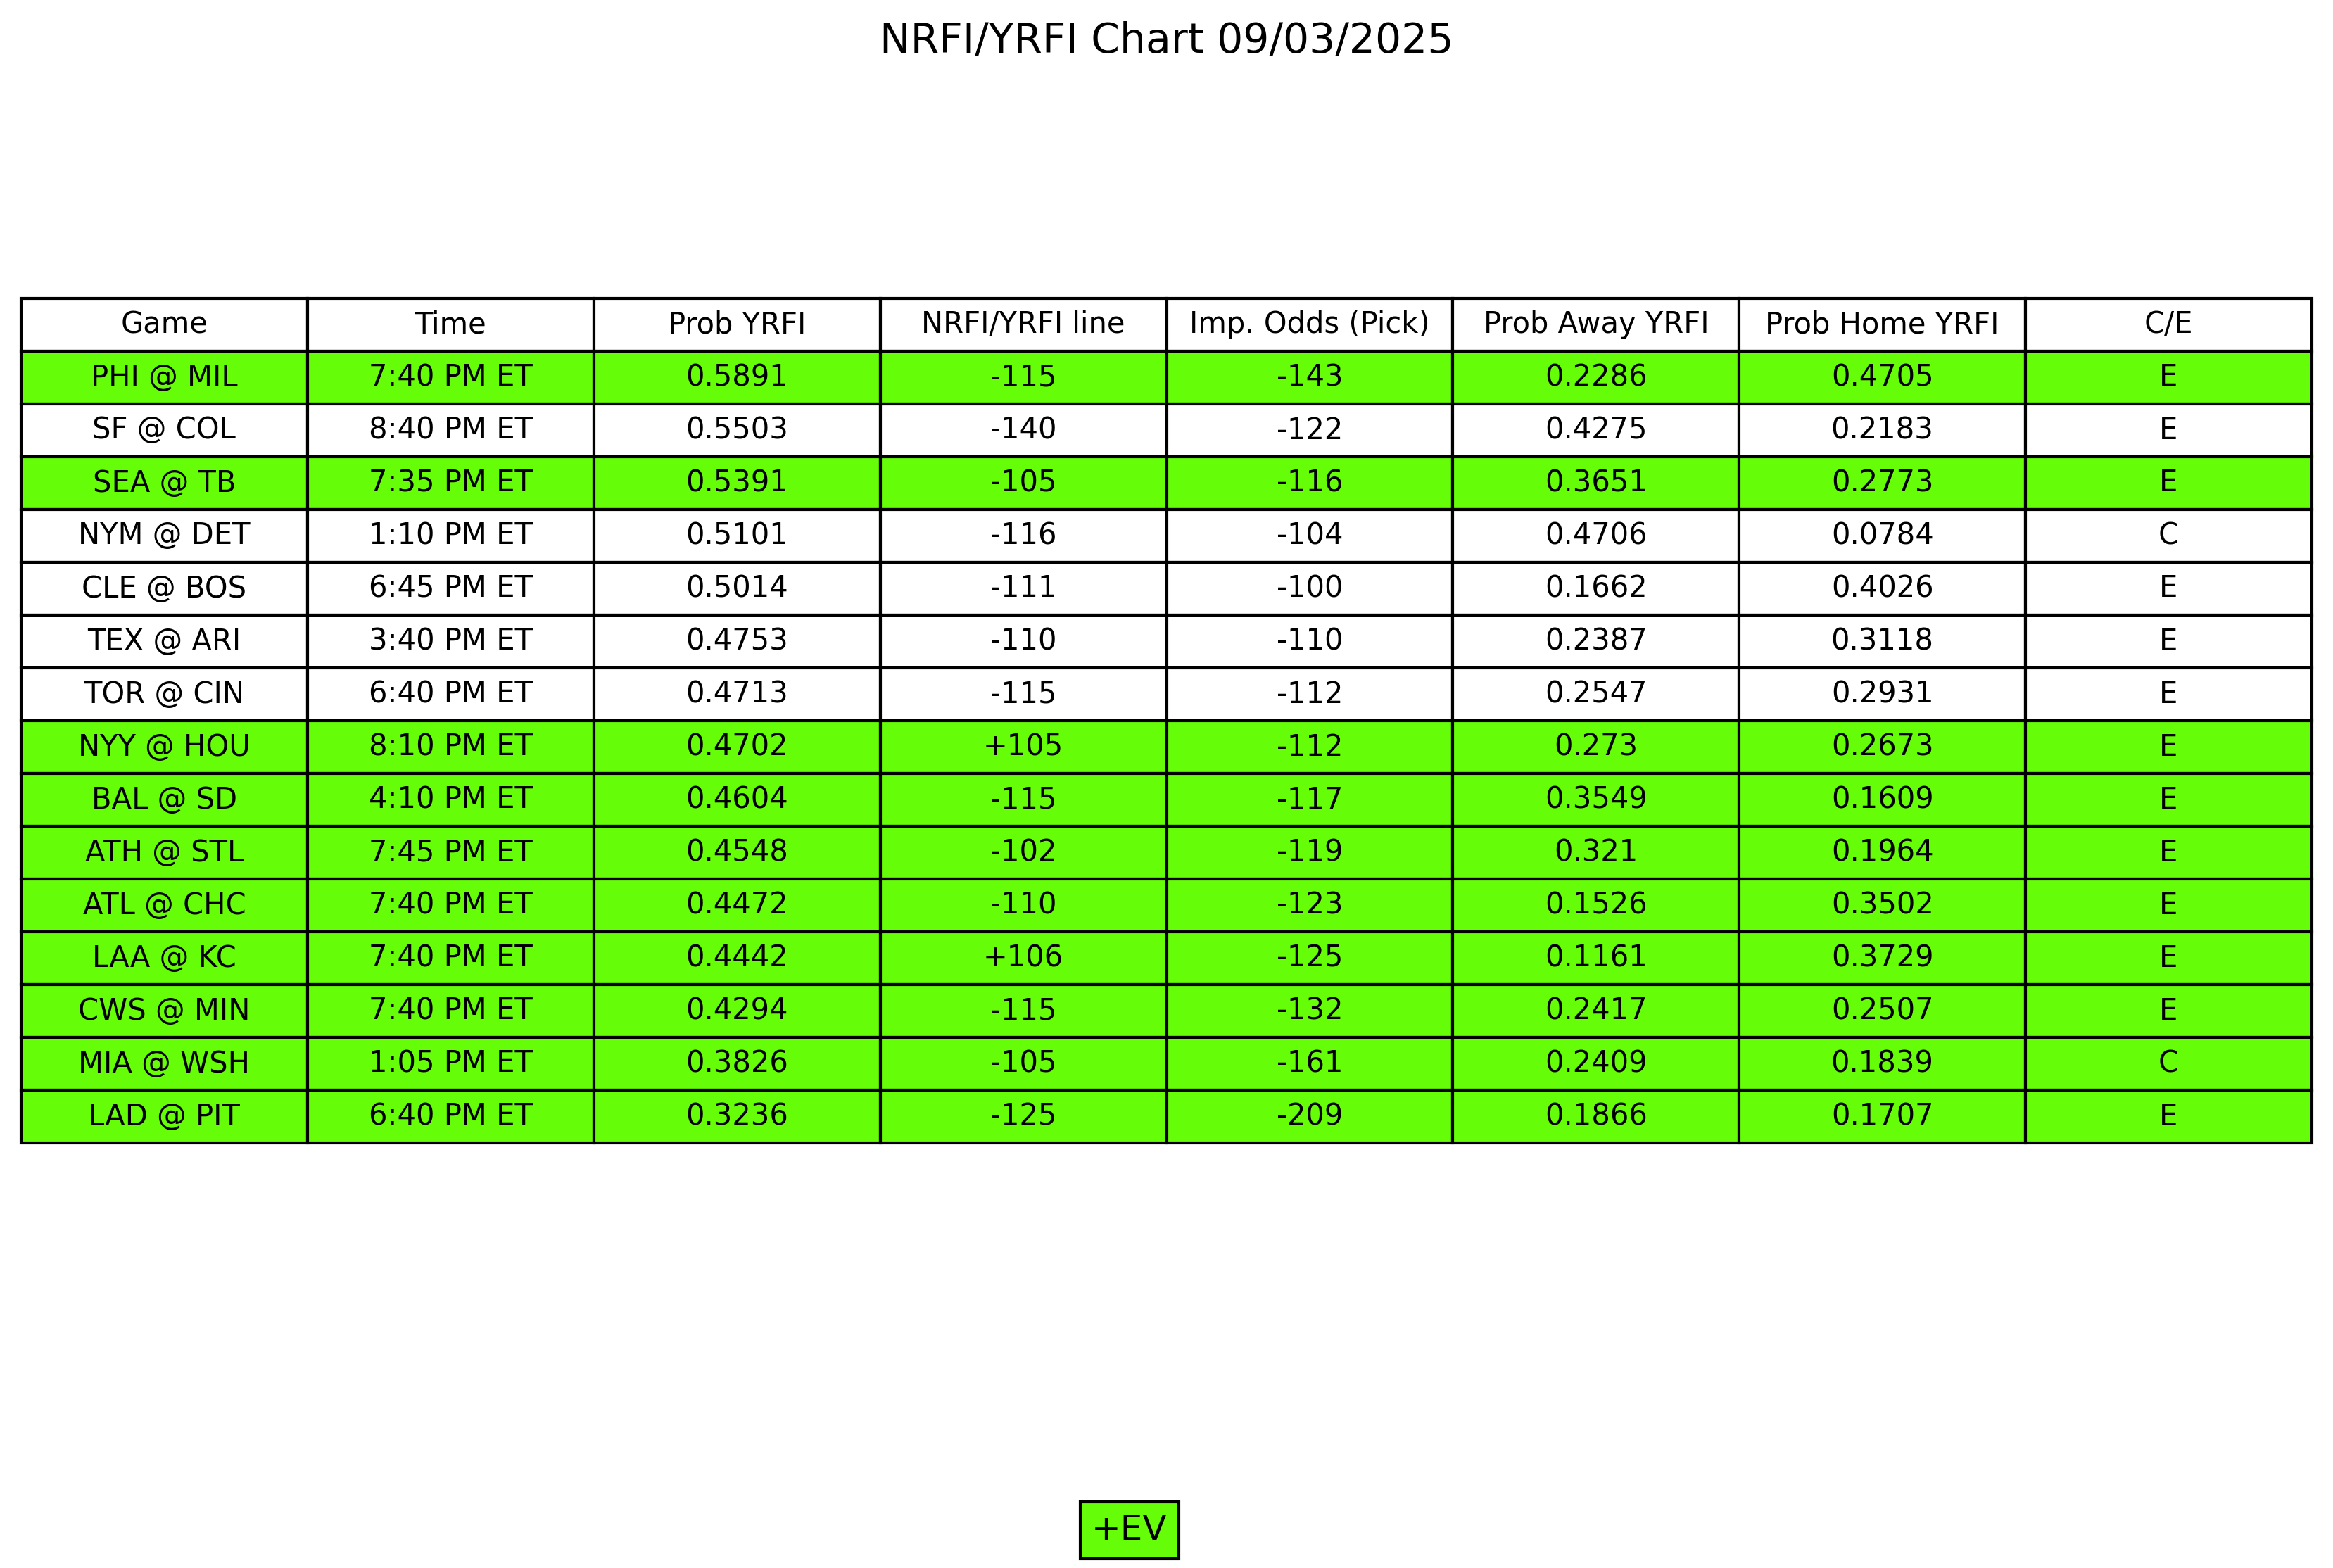 NRFI/YRFI Chart 09/03/2025
Game Time Prob YRFI NRFI/YRFI line Imp. Odds (Pick) Prob Away YRFI Prob Home YRFI C/E
PHI @ MIL 7:40 PM ET 0.5891 -115 -143 0.2286 0.4705 E
SF @ COL 8:40 PM ET 0.5503 -140 -122 0.4275 0.2183 E
SEA @ TB 7:35 PM ET 0.5391 -105 -116 0.3651 0.2773 E
NYM @ DET 1:10 PM ET 0.5101 -116 -104 0.4706 0.0784 C
CLE @ BOS 6:45 PM ET 0.5014 -111 -100 0.1662 0.4026 E
TEX @ ARI 3:40 PM ET 0.4753 -110 -110 0.2387 0.3118 E
TOR @ CIN 6:40 PM ET 0.4713 -115 -112 0.2547 0.2931 E
NYY @ HOU 8:10 PM ET 0.4702 +105 -112 0.273 0.2673 E
BAL @ SD 4:10 PM ET 0.4604 -115 -117 0.3549 0.1609 E
ATH @ STL 7:45 PM ET 0.4548 -102 -119 0.321 0.1964 E
ATL @ CHC 7:40 PM ET 0.4472 -110 -123 0.1526 0.3502 E
LAA @ KC 7:40 PM ET 0.4442 +106 -125 0.1161 0.3729 E
CWS @ MIN 7:40 PM ET 0.4294 -115 -132 0.2417 0.2507 E
MIA @ WSH 1:05 PM ET 0.3826 -105 -161 0.2409 0.1839 C
LAD @ PIT 6:40 PM ET 0.3236 -125 -209 0.1866 0.1707 E
+EV